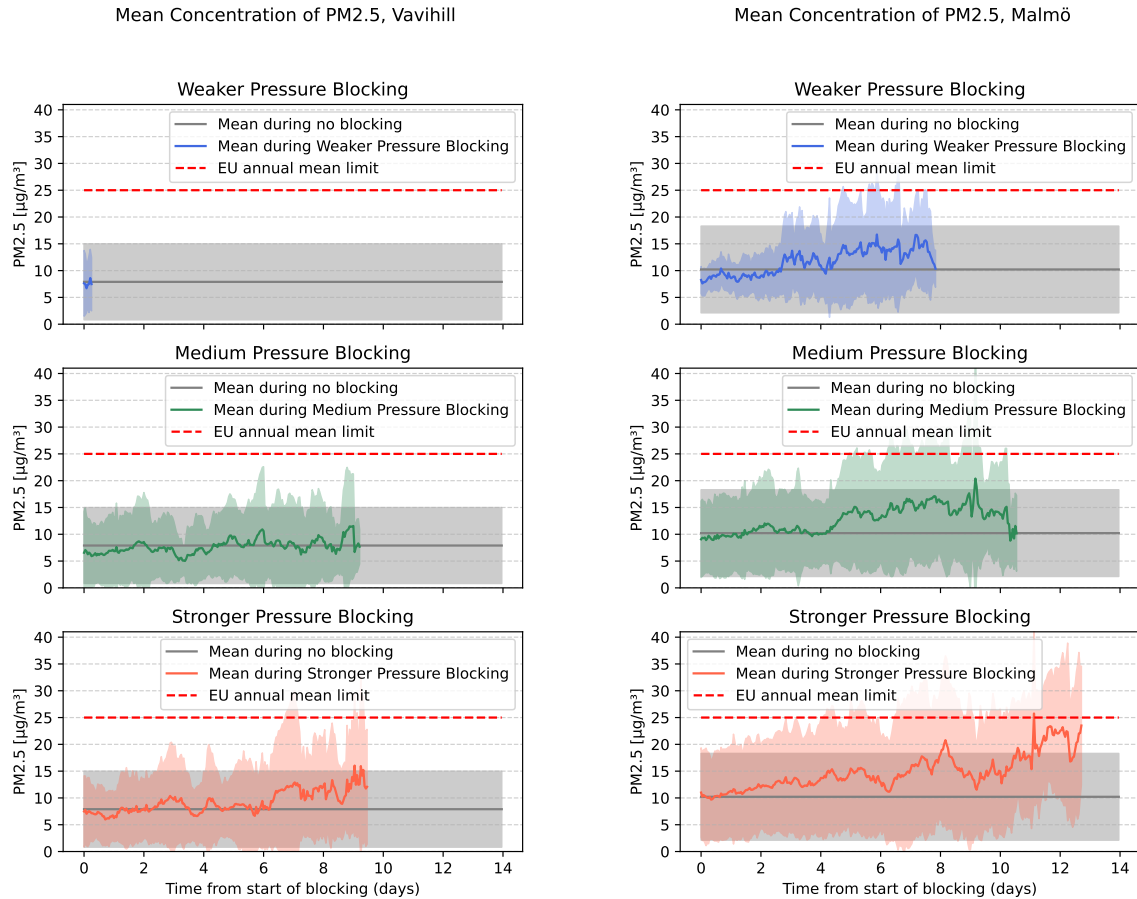 Mean Concentration of PM2.5, Vavihill
Weaker Pressure Blocking
40
35
30
25
20
15
10
5
0
PM2.5 [µg/m³]
Mean during no blocking
Mean during Weaker Pressure Blocking
EU annual mean limit
Medium Pressure Blocking
40
35
30
25
20
15
10
5
0
PM2.5 [µg/m³]
Mean during no blocking
Mean during Medium Pressure Blocking
EU annual mean limit
Stronger Pressure Blocking
40
35
30
25
20
15
10
5
0
PM2.5 [µg/m³]
Mean during no blocking
Mean during Stronger Pressure Blocking
EU annual mean limit
0 2 4 6 8 10 12 14
Time from start of blocking (days)
Mean Concentration of PM2.5, Malmö
Weaker Pressure Blocking
40
35
30
25
20
15
10
5
0
PM2.5 [µg/m³]
Mean during no blocking
Mean during Weaker Pressure Blocking
EU annual mean limit
Medium Pressure Blocking
40
35
30
25
20
15
10
5
0
PM2.5 [µg/m³]
Mean during no blocking
Mean during Medium Pressure Blocking
EU annual mean limit
Stronger Pressure Blocking
40
35
30
25
20
15
10
5
0
PM2.5 [µg/m³]
Mean during no blocking
Mean during Stronger Pressure Blocking
EU annual mean limit
0 2 4 6 8 10 12 14
Time from start of blocking (days)